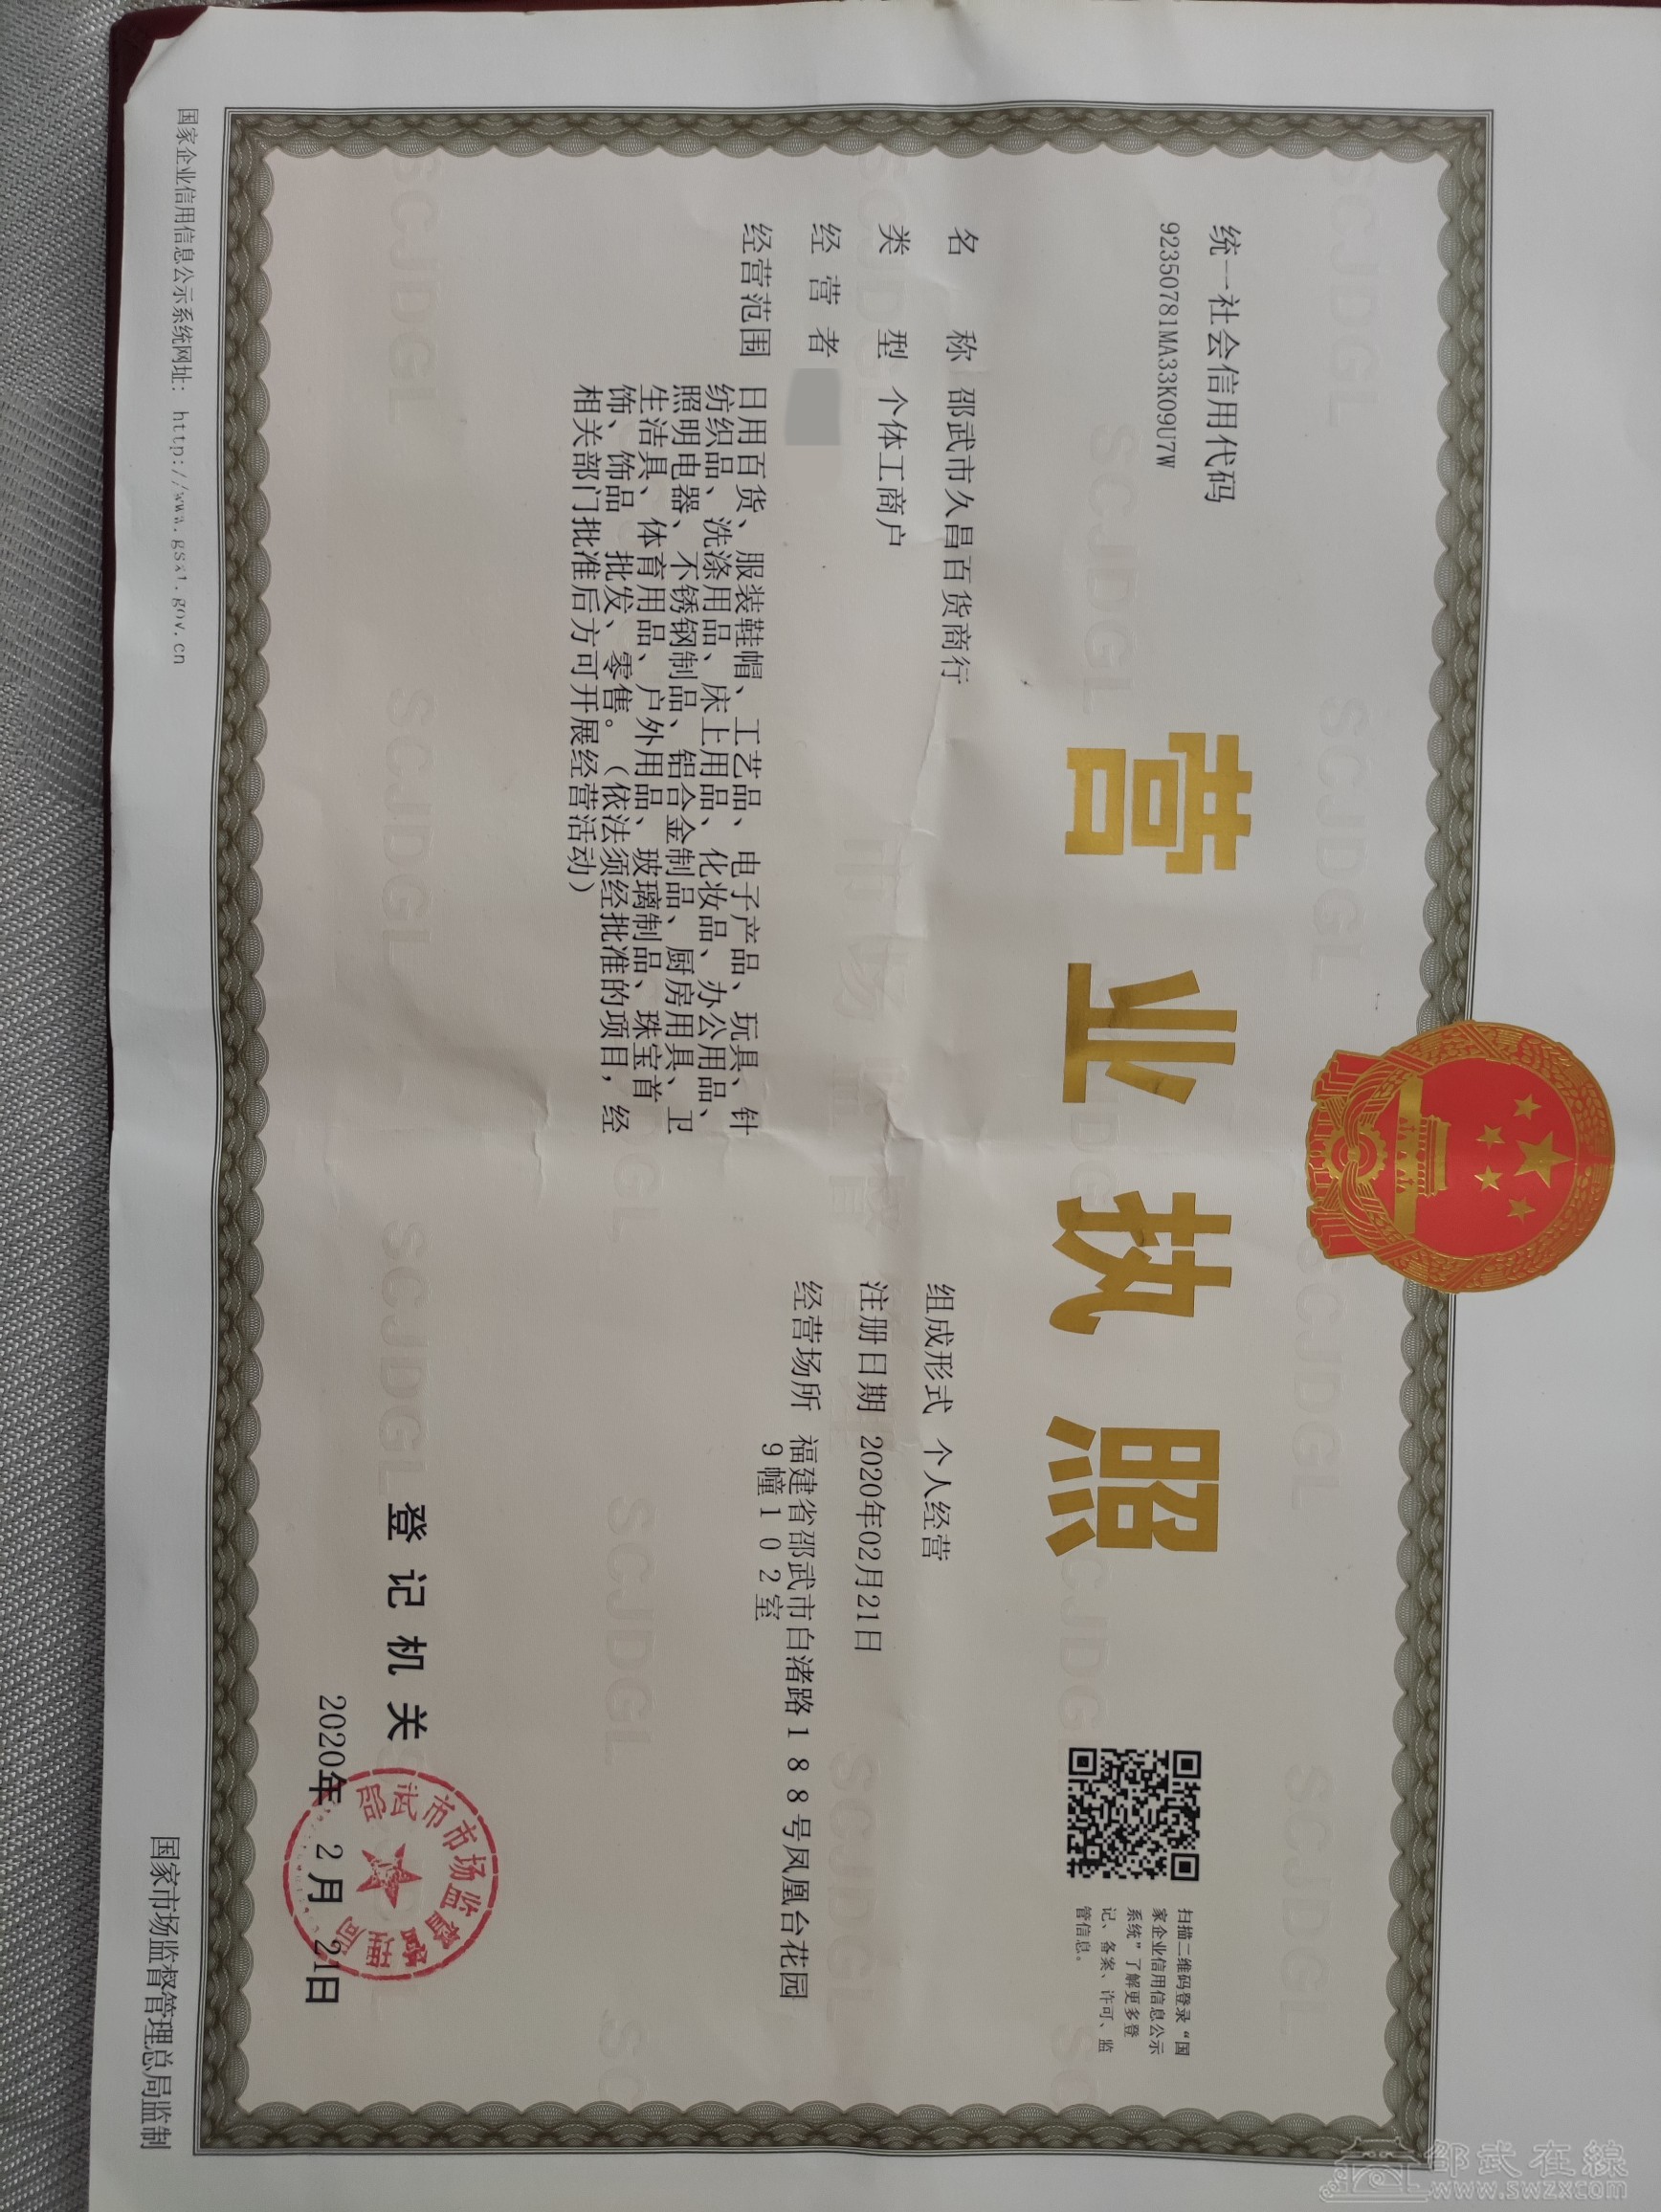 统一社会信用代码
92350781MA33K09U7W
营业执照
扫描二维码登录“国
家企业信用信息公示
系统”了解更多登
记、备案、许可、监
管信息。
名称 邵武市久昌百货商行
类型 个体工商户
经营者
经营范围 日用百货、服装鞋帽、工艺品、电子产品、玩具、针
纺织品、洗涤用品、床上用品、化妆品、办公用品、
照明电器、不锈钢制品、铝合金制品、厨房用具、卫
生洁具、体育用品、户外用品、玻璃制品、珠宝首
饰、饰品 批发、零售。（依法须经批准的项目，经
相关部门批准后方可开展经营活动）
组成形式 个人经营
注册日期 2020年02月21日
经营场所 福建省邵武市白渚路188号凤凰台花园
9幢102室
登记机关
邵武市市场监督管理局
2020年 2月 21日
国家企业信用信息公示系统网址：
国家市场监督管理总局监制
邵武在線
www.swzx.com